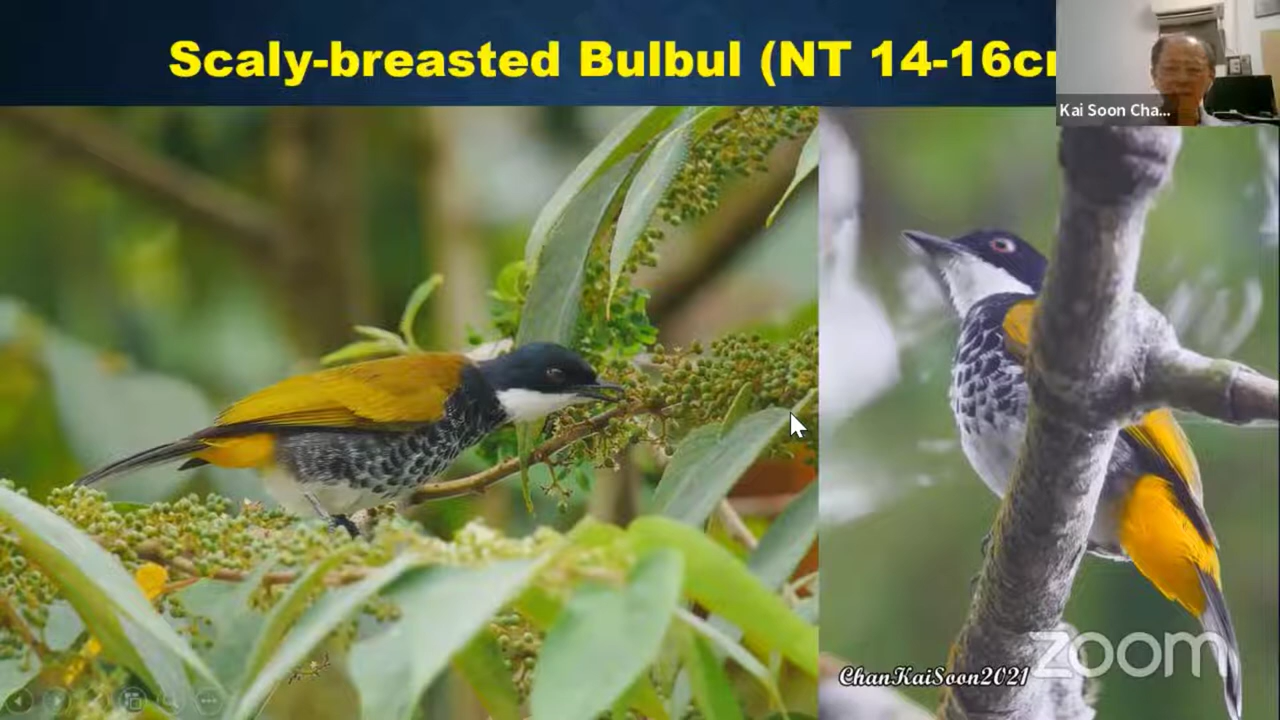 Scaly-breasted Bulbul (NT 14-16c
Kai Soon Cha...
ChanKaiSoon2021
zoom